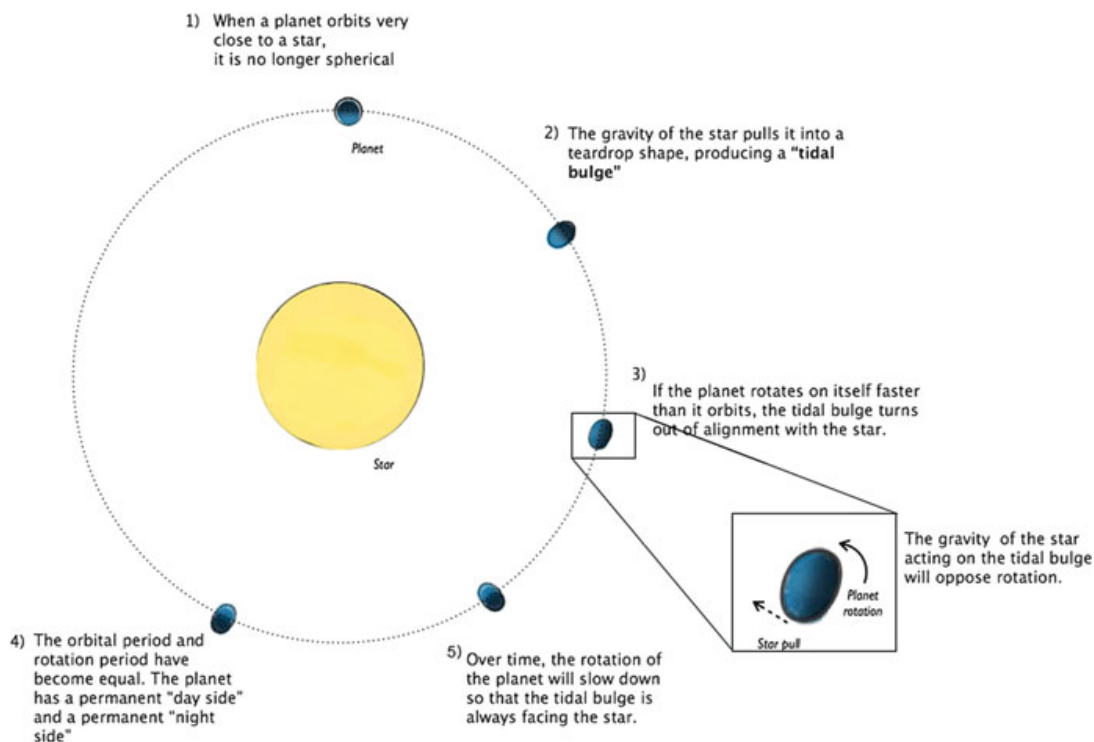 1) When a planet orbits very
close to a star,
it is no longer spherical
Planet
2) The gravity of the star pulls it into a
teardrop shape, producing a "tidal
bulge"
Star
3)
If the planet rotates on itself faster
than it orbits, the tidal bulge turns
out of alignment with the star.
The gravity of the star
acting on the tidal bulge
will oppose rotation.
Planet
rotation
Star pull
4) The orbital period and
rotation period have
become equal. The planet
has a permanent "day side"
and a permanent "night
side"
5) Over time, the rotation of
the planet will slow down
so that the tidal bulge is
always facing the star.